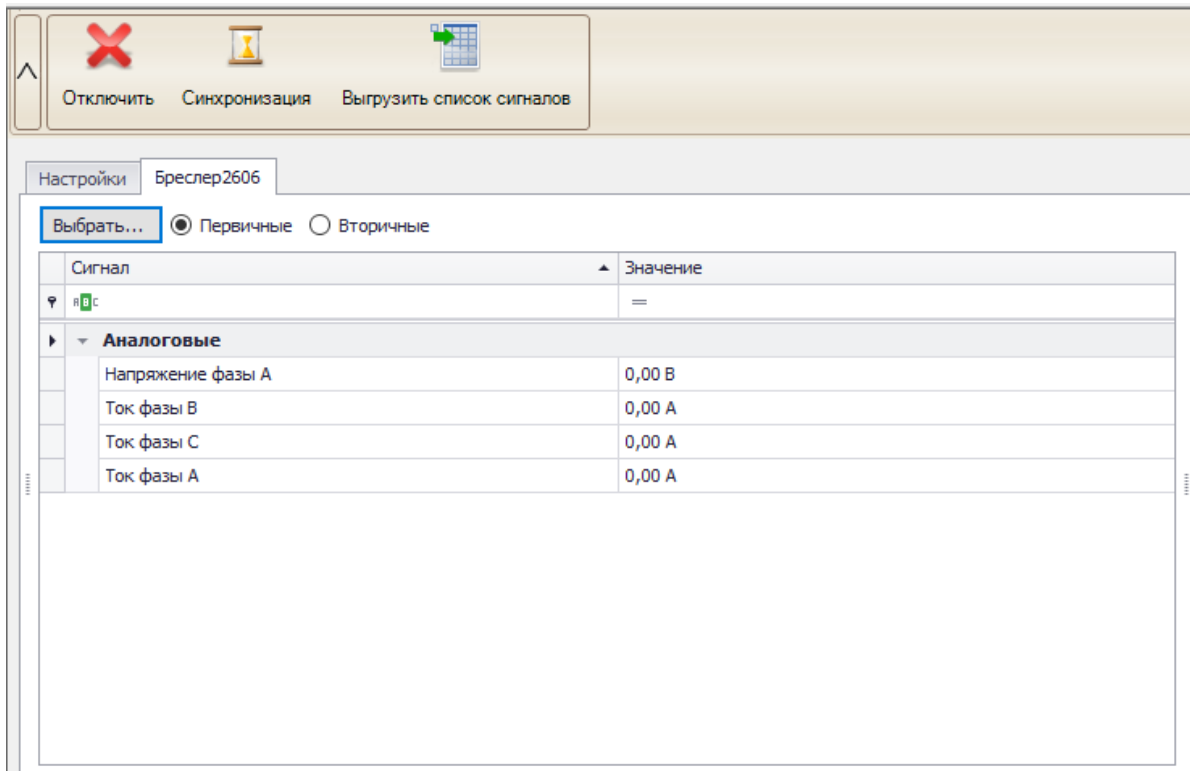 Отключить Синхронизация Выгрузить список сигналов
Настройки Бреслер2606
Выбрать... Первичные Вторичные
Сигнал Значение
ABC =
Аналоговые
Напряжение фазы A 0,00 В
Ток фазы B 0,00 А
Ток фазы C 0,00 А
Ток фазы A 0,00 А